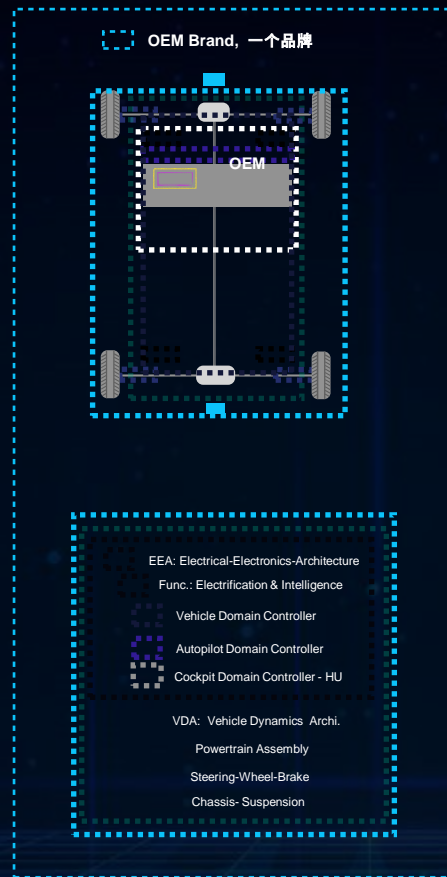 OEM Brand, 一个品牌
OEM
EEA: Electrical-Electronics-Architecture
Func.: Electrification & Intelligence
Vehicle Domain Controller
Autopilot Domain Controller
Cockpit Domain Controller - HU
VDA: Vehicle Dynamics Archi.
Powertrain Assembly
Steering-Wheel-Brake
Chassis- Suspension